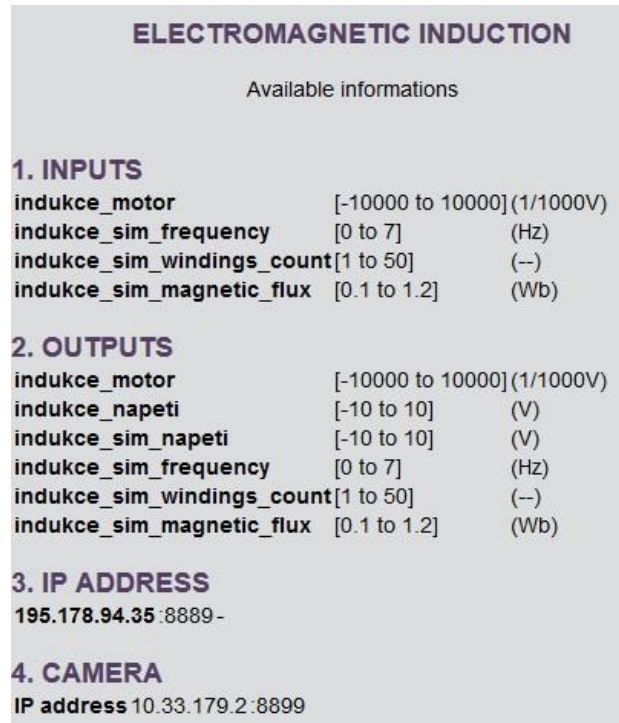 ELECTROMAGNETIC INDUCTION
Available informations
1. INPUTS
indukce_motor [-10000 to 10000] (1/1000V)
indukce_sim_frequency [0 to 7] (Hz)
indukce_sim_windings_count [1 to 50] (--)
indukce_sim_magnetic_flux [0.1 to 1.2] (Wb)
2. OUTPUTS
indukce_motor [-10000 to 10000] (1/1000V)
indukce_napeti [-10 to 10] (V)
indukce_sim_napeti [-10 to 10] (V)
indukce_sim_frequency [0 to 7] (Hz)
indukce_sim_windings_count [1 to 50] (--)
indukce_sim_magnetic_flux [0.1 to 1.2] (Wb)
3. IP ADDRESS
195.178.94.35 :8889 -
4. CAMERA
IP address 10.33.179.2 :8899